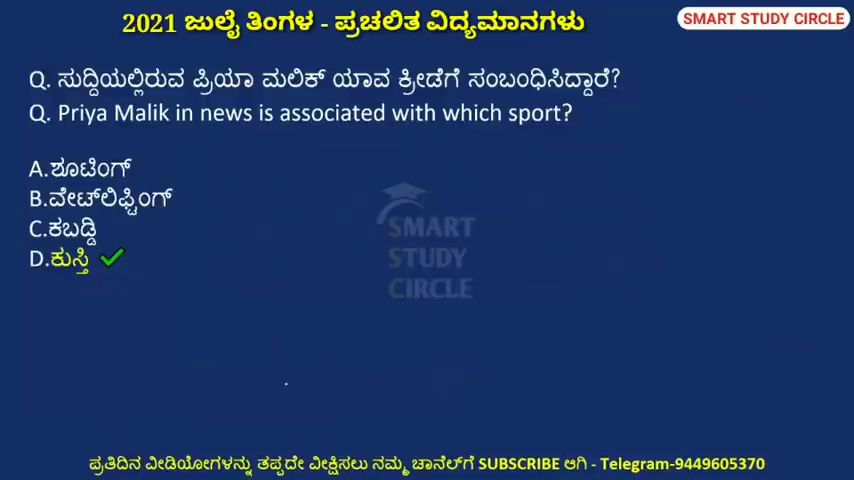 2021 ಜುಲೈ ತಿಂಗಳ - ಪ್ರಚಲಿತ ವಿದ್ಯಮಾನಗಳು
SMART STUDY CIRCLE
Q. ಸುದ್ದಿಯಲ್ಲಿರುವ ಪ್ರಿಯಾ ಮಲಿಕ್ ಯಾವ ಕ್ರೀಡೆಗೆ ಸಂಬಂಧಿಸಿದ್ದಾರೆ?
Q. Priya Malik in news is associated with which sport?
A.ಶೂಟಿಂಗ್
B.ವೇಟ್‌ಲಿಫ್ಟಿಂಗ್
C.ಕಬಡ್ಡಿ
D.ಕುಸ್ತಿ
SMART
STUDY
CIRCLE
ಪ್ರತಿದಿನ ವೀಡಿಯೋಗಳನ್ನು ತಪ್ಪದೇ ವೀಕ್ಷಿಸಲು ನಮ್ಮ ಚಾನೆಲ್‌ಗೆ SUBSCRIBE ಆಗಿ - Telegram-9449605370